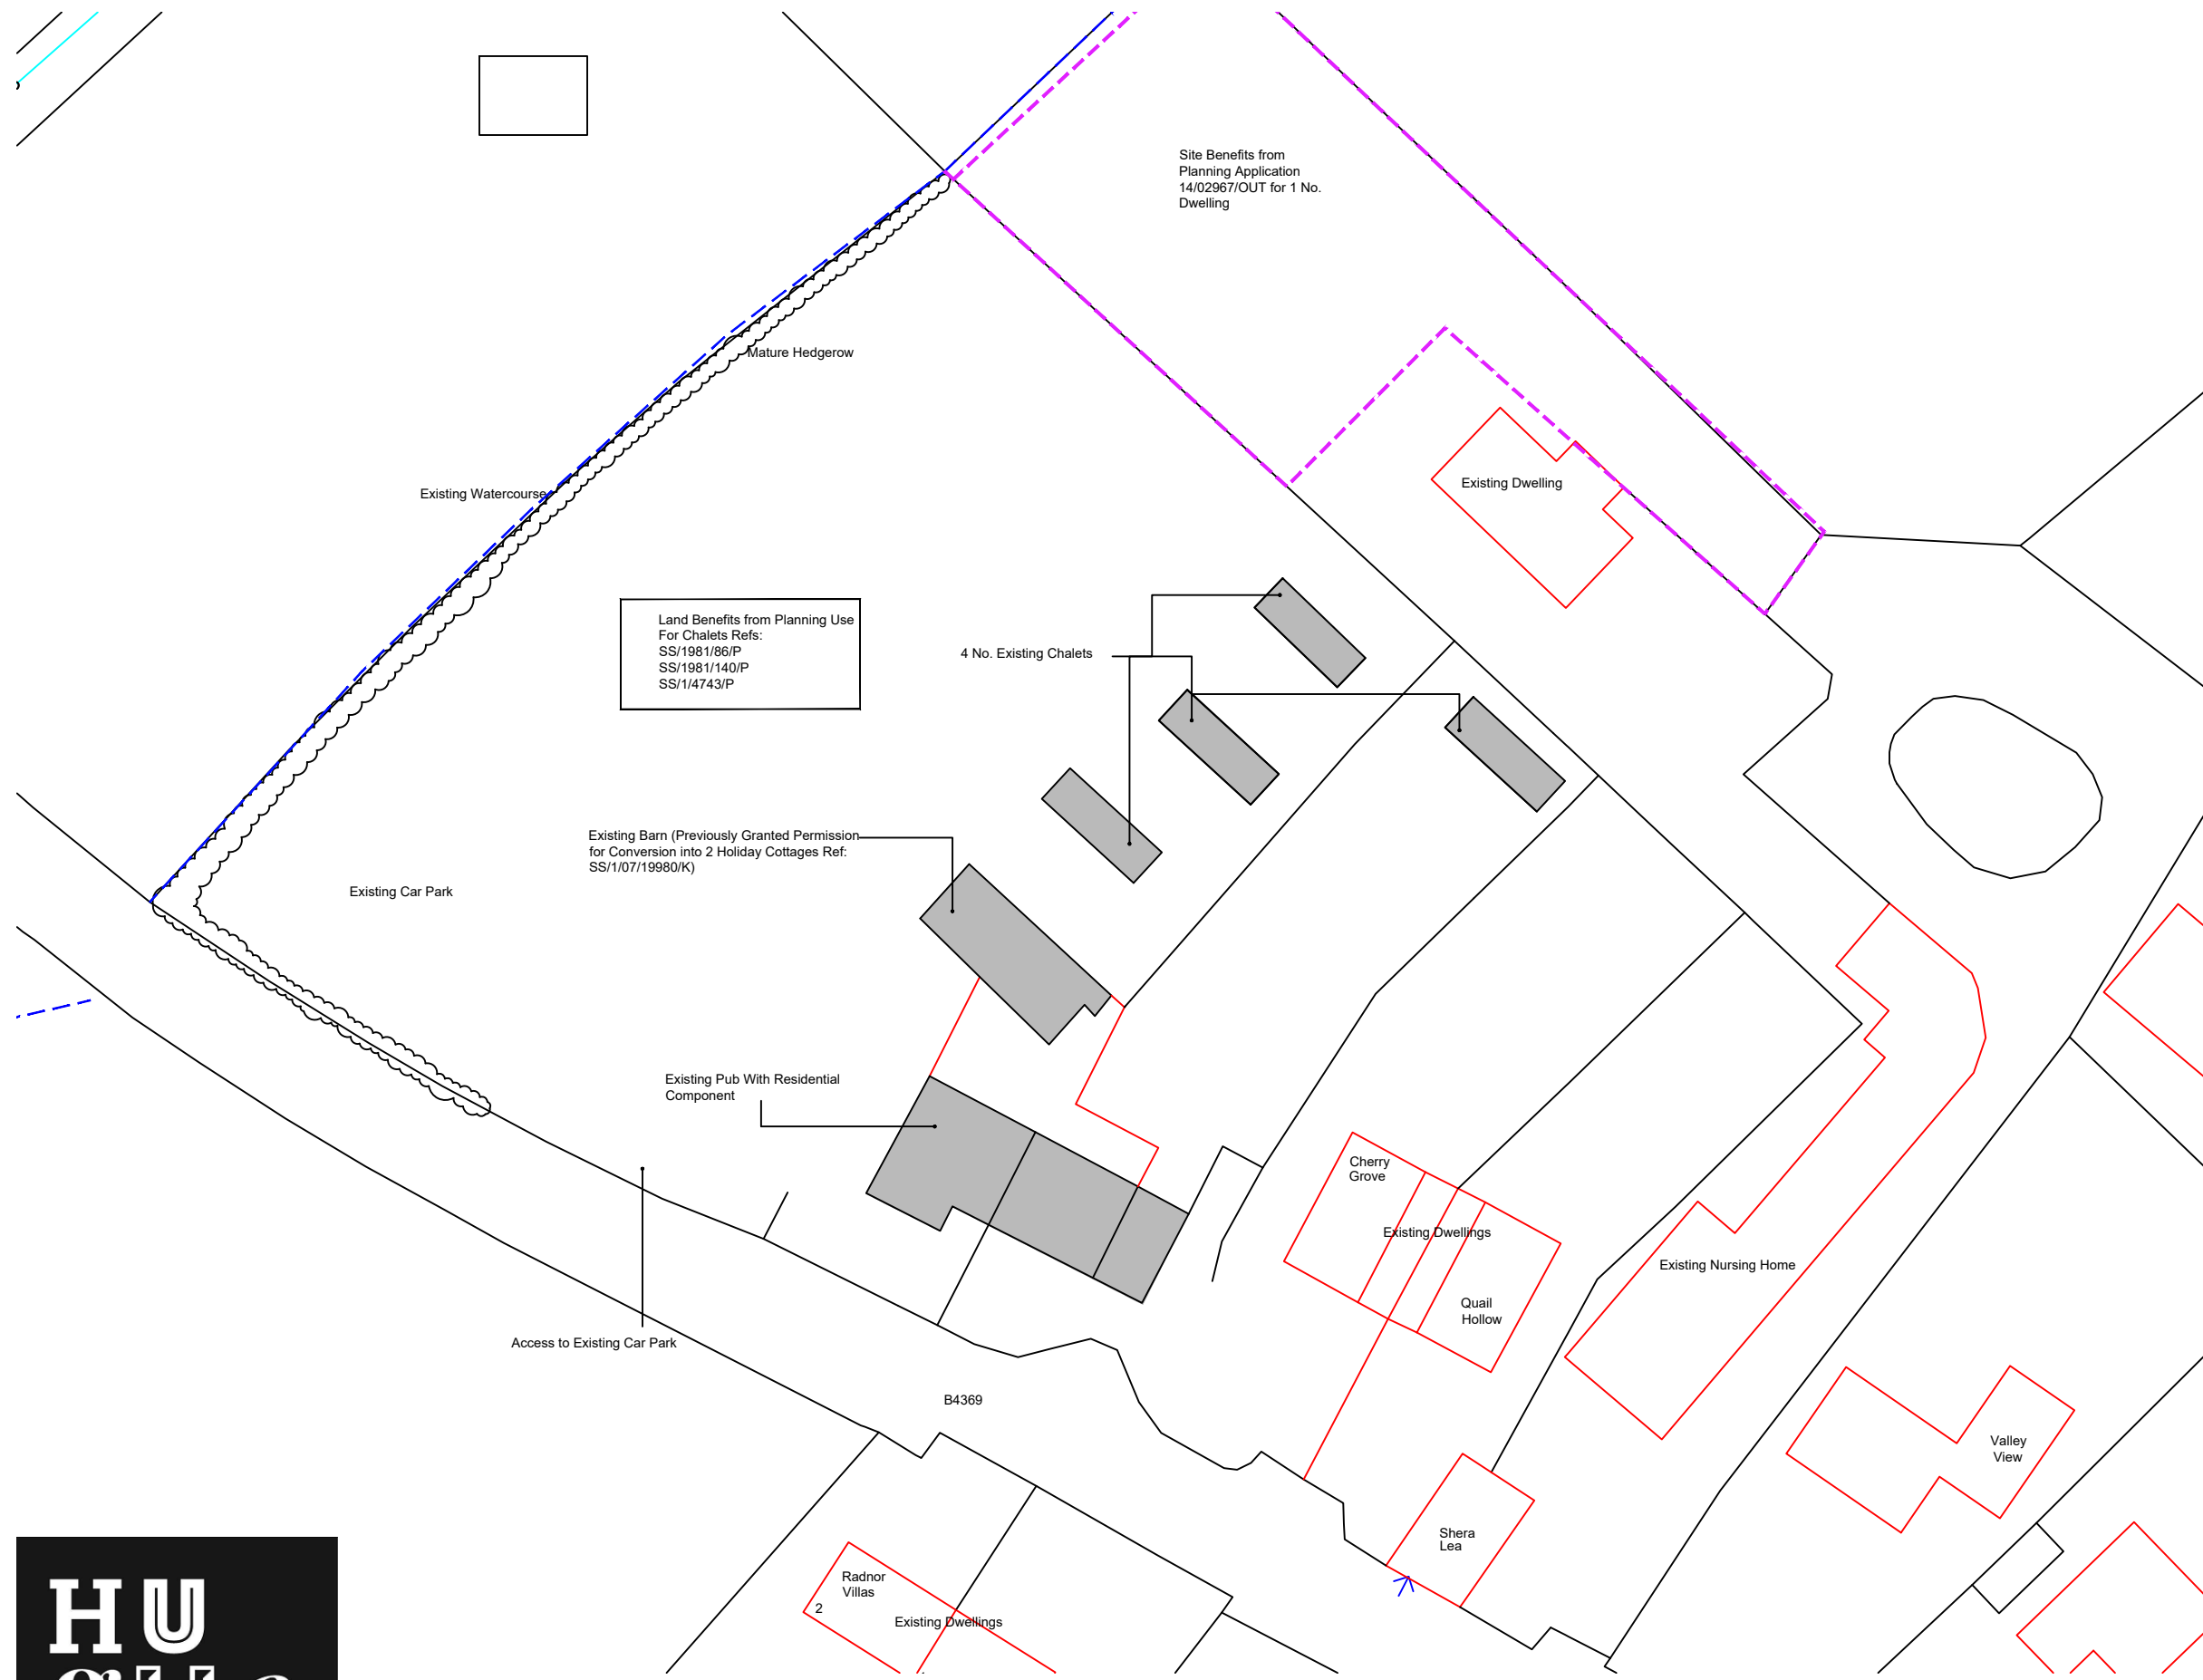 Site Benefits from
Planning Application
14/02967/OUT for 1 No.
Dwelling
Mature Hedgerow
Existing Dwelling
Existing Watercourse
Land Benefits from Planning Use
For Chalets Refs:
SS/1981/86/P
SS/1981/140/P
SS/1/4743/P
4 No. Existing Chalets
Existing Barn (Previously Granted Permission
for Conversion into 2 Holiday Cottages Ref:
SS/1/07/19980/K)
Existing Car Park
Existing Pub With Residential
Component
Cherry
Grove
Existing Dwellings
Existing Nursing Home
Quail
Hollow
Access to Existing Car Park
B4369
Valley
View
Shera
Lea
Radnor
Villas
2
Existing Dwellings
HU